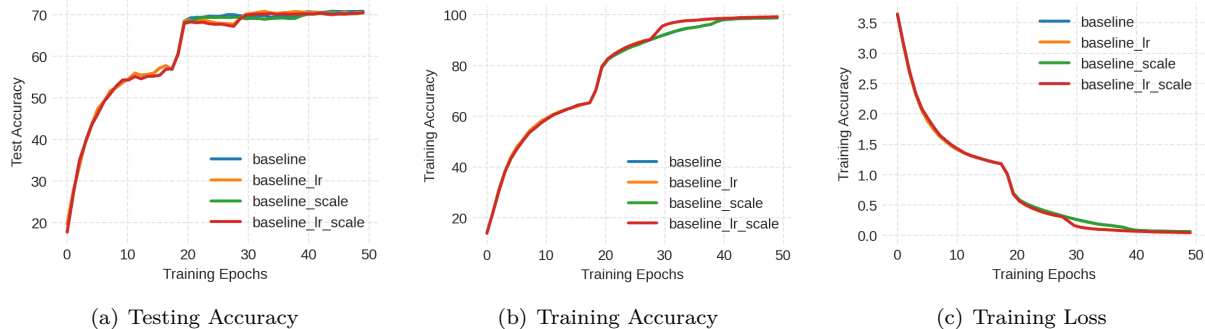 70
60
50
40
30
20
Test Accuracy
baseline
baseline_lr
baseline_scale
baseline_lr_scale
0 10 20 30 40 50
Training Epochs
(a) Testing Accuracy
100
80
60
40
20
Training Accuracy
baseline
baseline_lr
baseline_scale
baseline_lr_scale
0 10 20 30 40 50
Training Epochs
(b) Training Accuracy
3.5
3.0
2.5
2.0
1.5
1.0
0.5
0.0
Training Accuracy
baseline
baseline_lr
baseline_scale
baseline_lr_scale
0 10 20 30 40 50
Training Epochs
(c) Training Loss